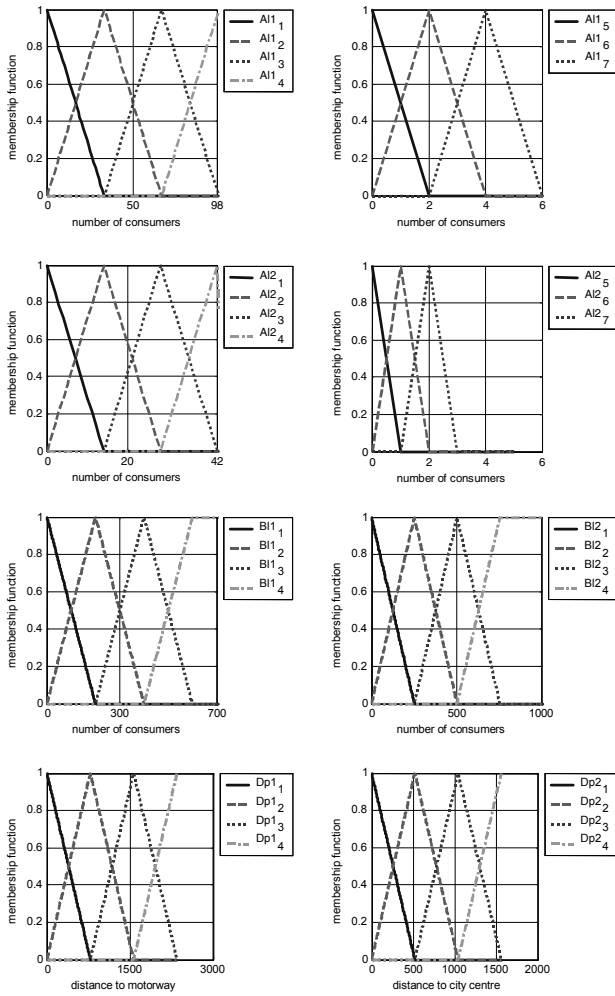 1
0.8
0.6
0.4
0.2
0
membership function
0 50 98
number of consumers
Al1 1
Al1 2
Al1 3
Al1 4
1
0.8
0.6
0.4
0.2
0
membership function
0 2 4 6
number of consumers
Al1 5
Al1 6
Al1 7
1
0.8
0.6
0.4
0.2
0
membership function
0 20 42
number of consumers
Al2 1
Al2 2
Al2 3
Al2 4
1
0.8
0.6
0.4
0.2
0
membership function
0 2 4 6
number of consumers
Al2 5
Al2 6
Al2 7
1
0.8
0.6
0.4
0.2
0
membership function
0 300 700
number of consumers
Bl1 1
Bl1 2
Bl1 3
Bl1 4
1
0.8
0.6
0.4
0.2
0
membership function
0 500 1000
number of consumers
Bl2 1
Bl2 2
Bl2 3
Bl2 4
1
0.8
0.6
0.4
0.2
0
membership function
0 1500 3000
distance to motorway
Dp1 1
Dp1 2
Dp1 3
Dp1 4
1
0.8
0.6
0.4
0.2
0
membership function
0 500 1000 1500 2000
distance to city centre
Dp2 1
Dp2 2
Dp2 3
Dp2 4